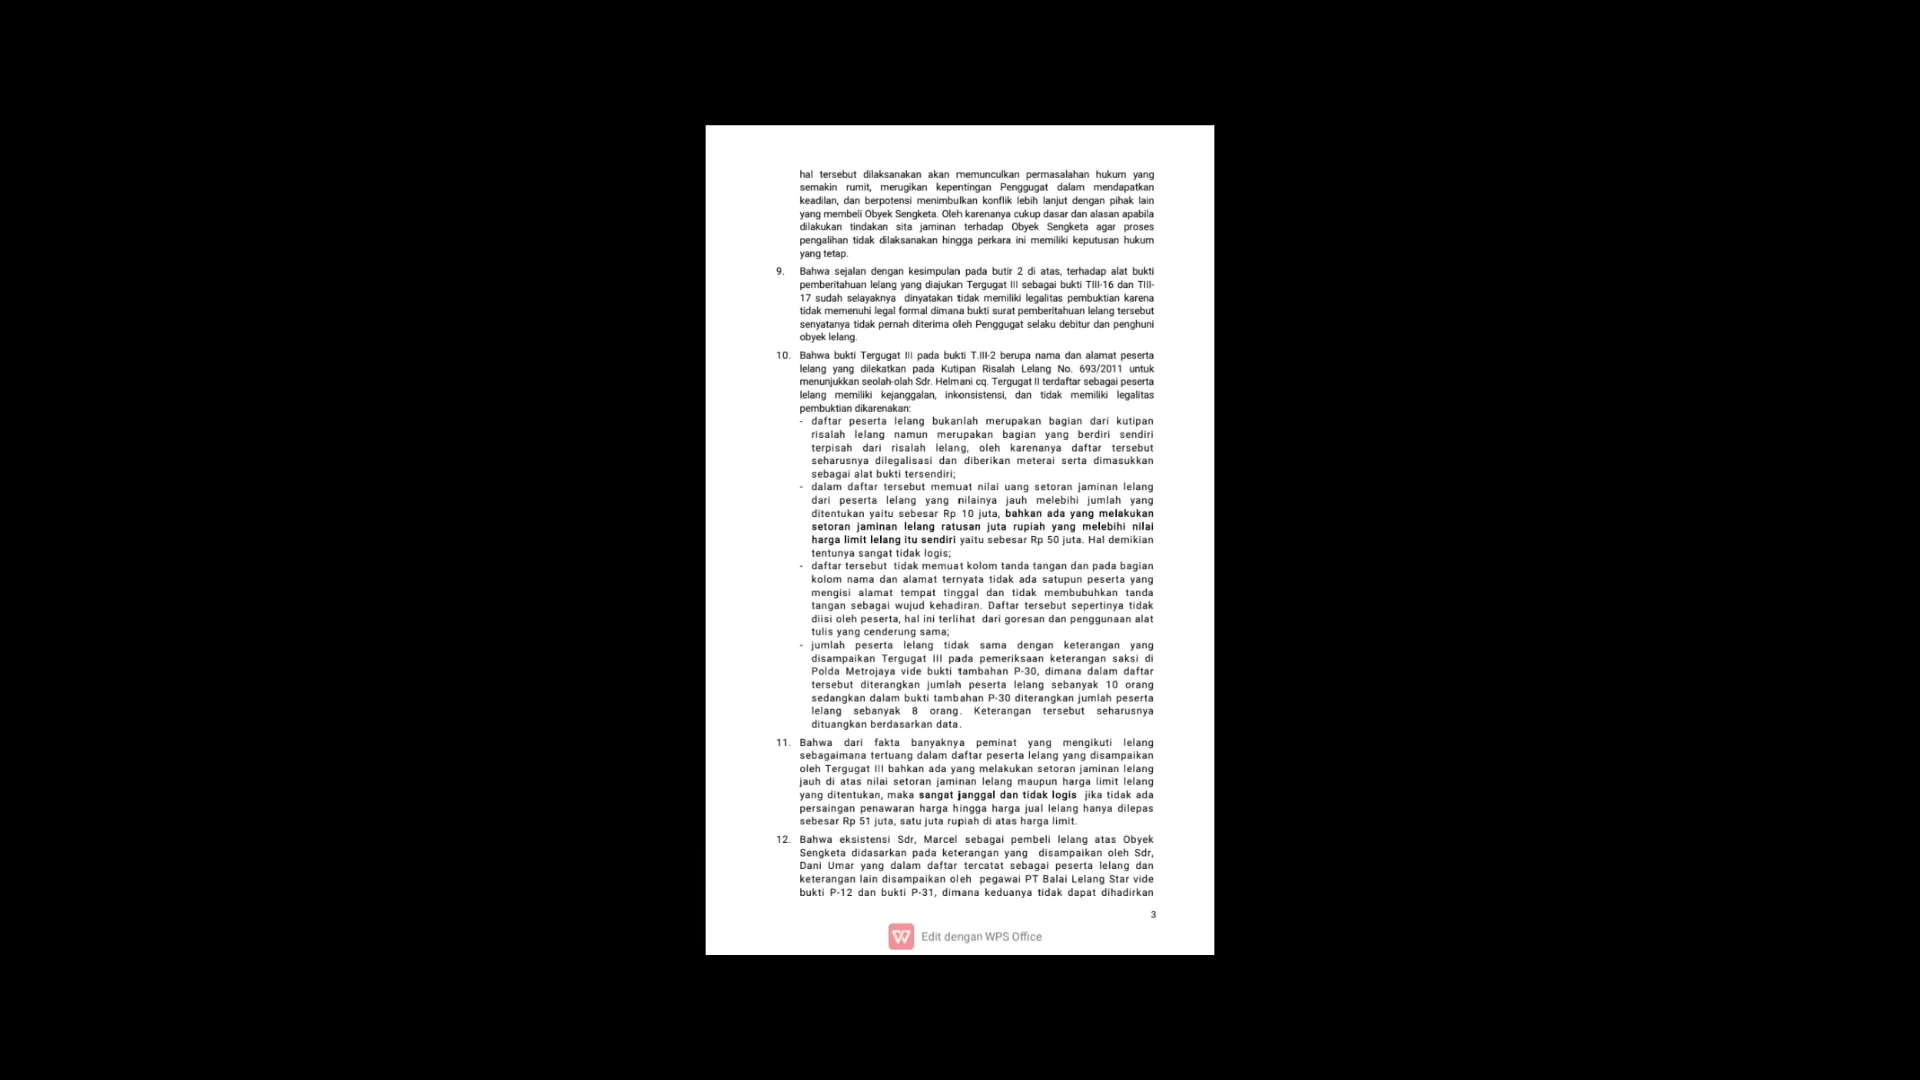 hal tersebut dilaksanakan akan memunculkan permasalahan hukum yang
semakin rumit, merugikan kepentingan Penggugat dalam mendapatkan
keadilan, dan berpotensi menimbulkan konflik lebih lanjut dengan pihak lain
yang membeli Obyek Sengketa. Oleh karenanya cukup dasar dan alasan apabila
dilakukan tindakan sita jaminan terhadap Obyek Sengketa agar proses
pengalihan tidak dilaksanakan hingga perkara ini memiliki keputusan hukum
yang tetap.
9. Bahwa sejalan dengan kesimpulan pada butir 2 di atas, terhadap alat bukti
pemberitahuan lelang yang diajukan Tergugat III sebagai bukti TIII-16 dan TIII-
17 sudah selayaknya dinyatakan tidak memiliki legalitas pembuktian karena
tidak memenuhi legal formal dimana bukti surat pemberitahuan lelang tersebut
senyatanya tidak pernah diterima oleh Penggugat selaku debitur dan penghuni
obyek lelang.
10. Bahwa bukti Tergugat III pada bukti T.III-2 berupa nama dan alamat peserta
lelang yang dilekatkan pada Kutipan Risalah Lelang No. 693/2011 untuk
menunjukkan seolah-olah Sdr. Helmani cq. Tergugat II terdaftar sebagai peserta
lelang memiliki kejanggalan, inkonsistensi, dan tidak memiliki legalitas
pembuktian dikarenakan:
- daftar peserta lelang bukanlah merupakan bagian dari kutipan
risalah lelang namun merupakan bagian yang berdiri sendiri
terpisah dari risalah lelang, oleh karenanya daftar tersebut
seharusnya dilegalisasi dan diberikan meterai serta dimasukkan
sebagai alat bukti tersendiri;
- dalam daftar tersebut memuat nilai uang setoran jaminan lelang
dari peserta lelang yang nilainya jauh melebihi jumlah yang
ditentukan yaitu sebesar Rp 10 juta, bahkan ada yang melakukan
setoran jaminan lelang ratusan juta rupiah yang melebihi nilai
harga limit lelang itu sendiri yaitu sebesar Rp 50 juta. Hal demikian
tentunya sangat tidak logis;
- daftar tersebut tidak memuat kolom tanda tangan dan pada bagian
kolom nama dan alamat ternyata tidak ada satupun peserta yang
mengisi alamat tempat tinggal dan tidak membubuhkan tanda
tangan sebagai wujud kehadiran. Daftar tersebut sepertinya tidak
diisi oleh peserta, hal ini terlihat dari goresan dan penggunaan alat
tulis yang cenderung sama;
- jumlah peserta lelang tidak sama dengan keterangan yang
disampaikan Tergugat III pada pemeriksaan keterangan saksi di
Polda Metrojaya vide bukti tambahan P-30, dimana dalam daftar
tersebut diterangkan jumlah peserta lelang sebanyak 10 orang
sedangkan dalam bukti tambahan P-30 diterangkan jumlah peserta
lelang sebanyak 8 orang. Keterangan tersebut seharusnya
dituangkan berdasarkan data.
11. Bahwa dari fakta banyaknya peminat yang mengikuti lelang
sebagaimana tertuang dalam daftar peserta lelang yang disampaikan
oleh Tergugat III bahkan ada yang melakukan setoran jaminan lelang
jauh di atas nilai setoran jaminan lelang maupun harga limit lelang
yang ditentukan, maka sangat janggal dan tidak logis jika tidak ada
persaingan penawaran harga hingga harga jual lelang hanya dilepas
sebesar Rp 51 juta, satu juta rupiah di atas harga limit.
12. Bahwa eksistensi Sdr, Marcel sebagai pembeli lelang atas Obyek
Sengketa didasarkan pada keterangan yang disampaikan oleh Sdr,
Dani Umar yang dalam daftar tercatat sebagai peserta lelang dan
keterangan lain disampaikan oleh pegawai PT Balai Lelang Star vide
bukti P-12 dan bukti P-31, dimana keduanya tidak dapat dihadirkan
3
Edit dengan WPS Office